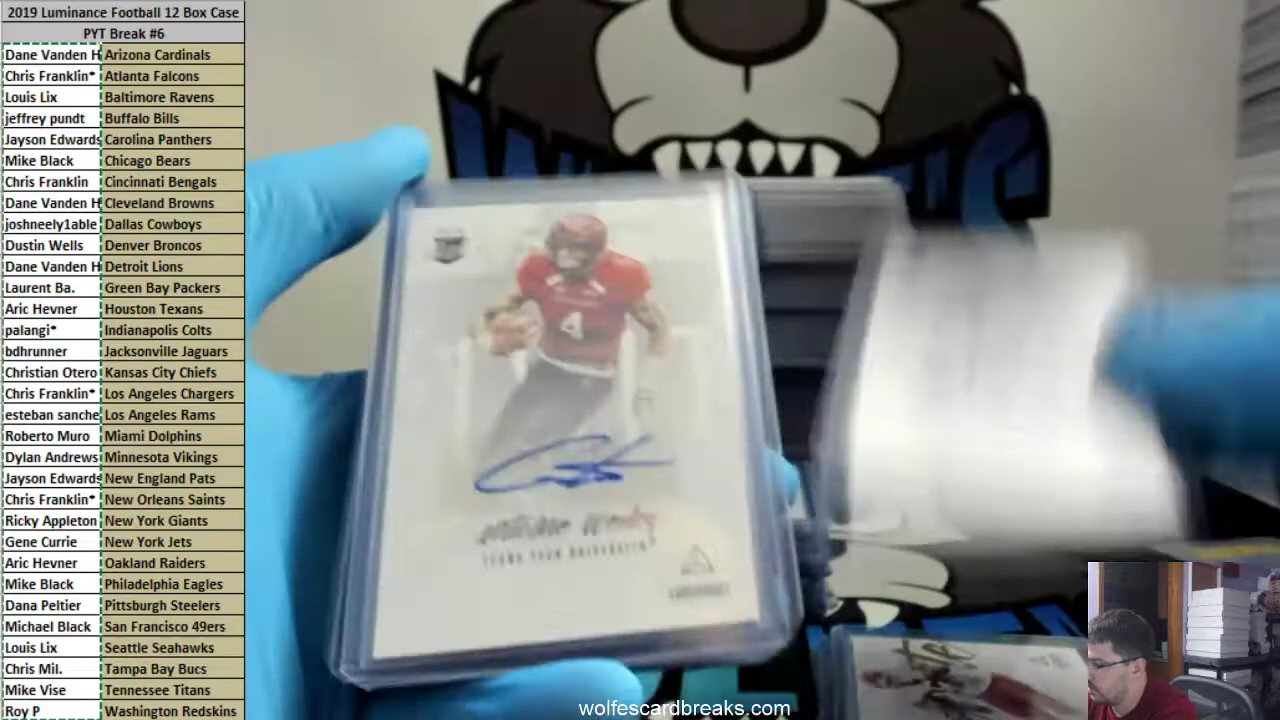 2019 Luminance Football 12 Box Case
PYT Break #6
Dane Vanden H Arizona Cardinals
Chris Franklin* Atlanta Falcons
Louis Lix Baltimore Ravens
jeffrey pundt Buffalo Bills
Jayson Edwards Carolina Panthers
Mike Black Chicago Bears
Chris Franklin Cincinnati Bengals
Dane Vanden H Cleveland Browns
joshneely1able Dallas Cowboys
Dustin Wells Denver Broncos
Dane Vanden H Detroit Lions
Laurent Ba. Green Bay Packers
Aric Hevner Houston Texans
palangi* Indianapolis Colts
bdhrunner Jacksonville Jaguars
Christian Otero Kansas City Chiefs
Chris Franklin* Los Angeles Chargers
esteban sanche Los Angeles Rams
Roberto Muro Miami Dolphins
Dylan Andrews Minnesota Vikings
Jayson Edwards New England Pats
Chris Franklin* New Orleans Saints
Ricky Appleton New York Giants
Gene Currie New York Jets
Aric Hevner Oakland Raiders
Mike Black Philadelphia Eagles
Dana Peltier Pittsburgh Steelers
Michael Black San Francisco 49ers
Louis Lix Seattle Seahawks
Chris Mil. Tampa Bay Bucs
Mike Vise Tennessee Titans
Roy P Washington Redskins
4
Antoine Wesley
TEXAS TECH UNIVERSITY
LUMINANCE
wolfescardbreaks.com